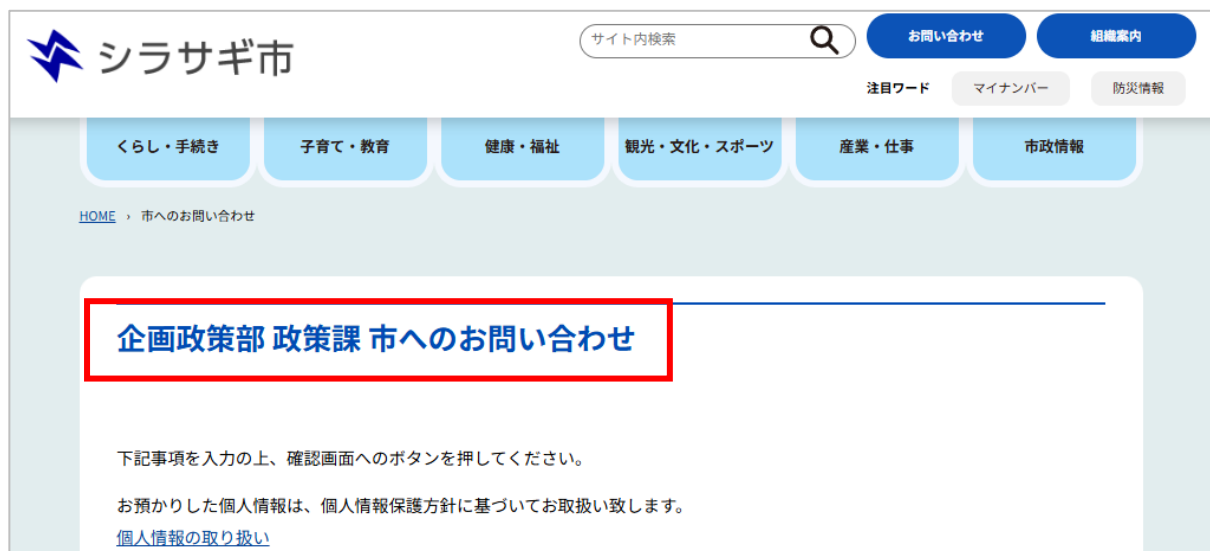 シラサギ市
サイト内検索
お問い合わせ
組織案内
注目ワード
マイナンバー
防災情報
くらし・手続き
子育て・教育
健康・福祉
観光・文化・スポーツ
産業・仕事
市政情報
HOME › 市へのお問い合わせ
企画政策部 政策課 市へのお問い合わせ
下記事項を入力の上、確認画面へのボタンを押してください。
お預かりした個人情報は、個人情報保護方針に基づいてお取扱い致します。
個人情報の取り扱い